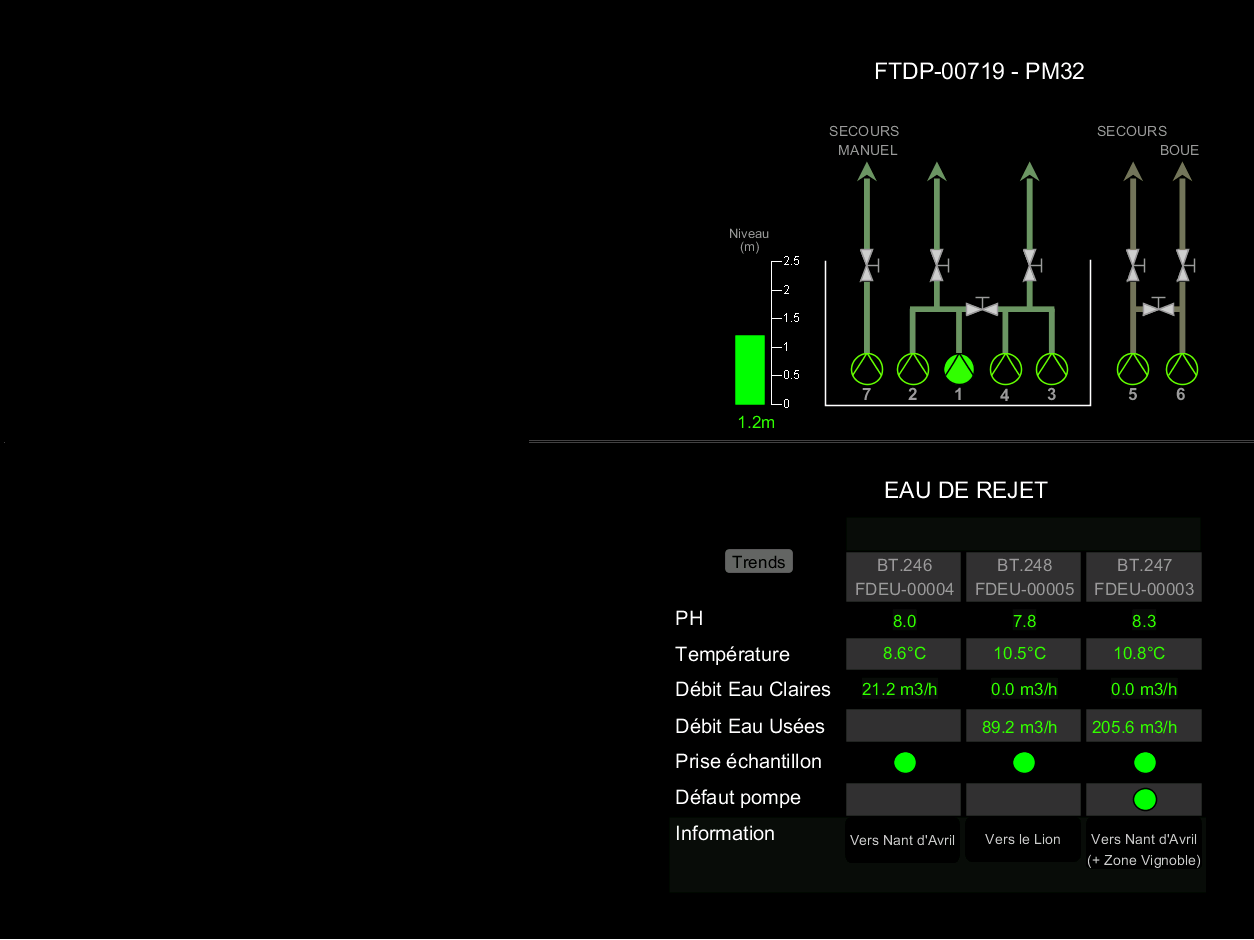 FTDP-00719 - PM32
SECOURS
MANUEL
SECOURS
BOUE
Niveau
(m)
2.5
2
1.5
1
0.5
0
7
2
1
4
3
5
6
1.2m
EAU DE REJET
Trends
BT.246
FDEU-00004
BT.248
FDEU-00005
BT.247
FDEU-00003
PH 8.0 7.8 8.3
Température 8.6°C 10.5°C 10.8°C
Débit Eau Claires 21.2 m3/h 0.0 m3/h 0.0 m3/h
Débit Eau Usées 89.2 m3/h 205.6 m3/h
Prise échantillon
Défaut pompe
Information
Vers Nant d'Avril
Vers le Lion
Vers Nant d'Avril
(+ Zone Vignoble)